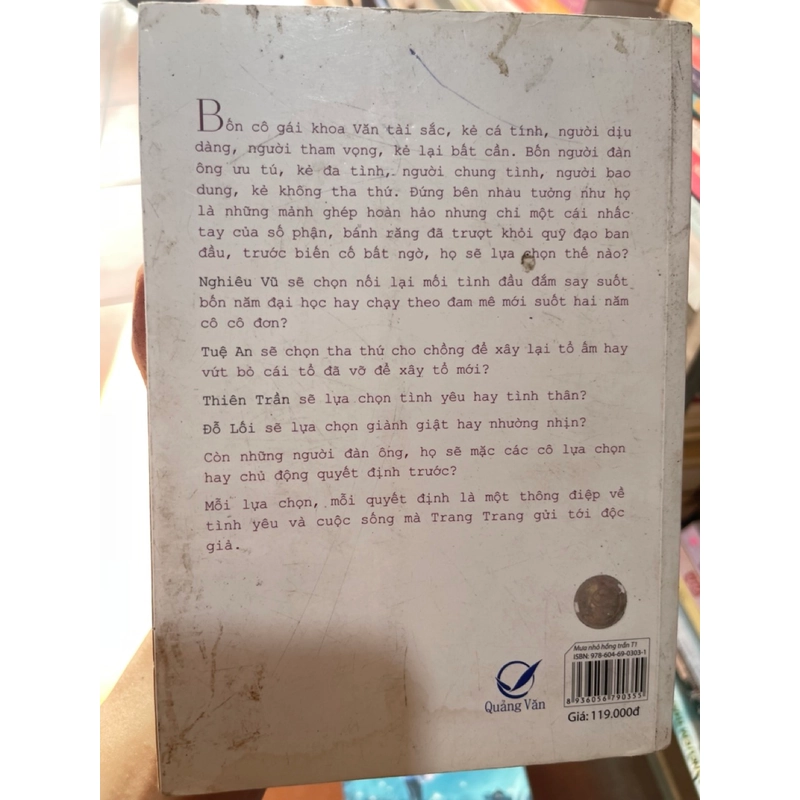 Bốn cô gái khoa Văn tài sắc, kẻ cá tính, người dịu
dàng, người tham vọng, kẻ lại bất cần. Bốn người đàn
ông ưu tú, kẻ đa tình, người chung tình, người bao
dung, kẻ không tha thứ. Đứng bên nhau tưởng như họ
là những mảnh ghép hoàn hảo nhưng chỉ một cái nhấc
tay của số phận, bánh răng đã trượt khỏi quỹ đạo ban
đầu, trước biến cố bất ngờ, họ sẽ lựa chọn thế nào?
Nghiêu Vũ sẽ chọn nối lại mối tình đầu đắm say suốt
bốn năm đại học hay chạy theo đam mê mới suốt hai năm
cô cô đơn?
Tuệ An sẽ chọn tha thứ cho chồng để xây lại tổ ấm hay
vứt bỏ cái tổ đã vỡ để xây tổ mới?
Thiên Trần sẽ lựa chọn tình yêu hay tình thân?
Đỗ Lối sẽ lựa chọn giành giật hay nhường nhịn?
Còn những người đàn ông, họ sẽ mặc các cô lựa chọn
hay chủ động quyết định trước?
Mỗi lựa chọn, mỗi quyết định là một thông điệp về
tình yêu và cuộc sống mà Trang Trang gửi tới độc
giả.
Mưa nhỏ hồng trần T1
ISBN: 978-604-69-0303-1
8 936056 790355
Quảng Văn
Giá: 119.000đ